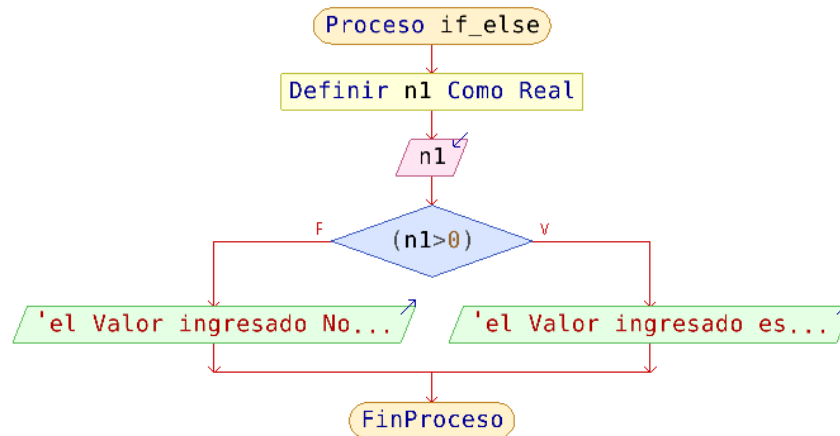 Proceso if_else
Definir n1 Como Real
n1
F
(n1>0)
V
'el Valor ingresado No...
'el Valor ingresado es...
FinProceso